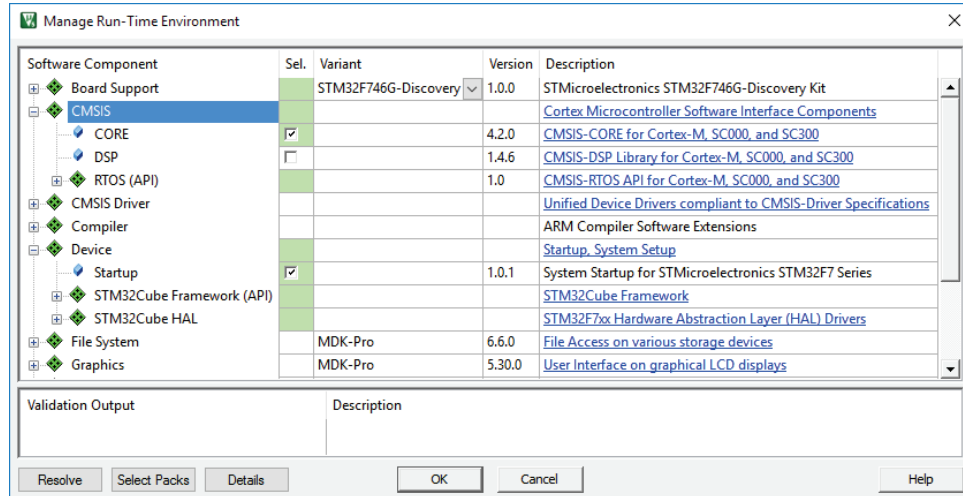 Manage Run-Time Environment
Software Component Sel. Variant Version Description
Board Support STM32F746G-Discovery 1.0.0 STMicroelectronics STM32F746G-Discovery Kit
CMSIS Cortex Microcontroller Software Interface Components
CORE 4.2.0 CMSIS-CORE for Cortex-M, SC000, and SC300
DSP 1.4.6 CMSIS-DSP Library for Cortex-M, SC000, and SC300
RTOS (API) 1.0 CMSIS-RTOS API for Cortex-M, SC000, and SC300
CMSIS Driver Unified Device Drivers compliant to CMSIS-Driver Specifications
Compiler ARM Compiler Software Extensions
Device Startup, System Setup
Startup 1.0.1 System Startup for STMicroelectronics STM32F7 Series
STM32Cube Framework (API) STM32Cube Framework
STM32Cube HAL STM32F7xx Hardware Abstraction Layer (HAL) Drivers
File System MDK-Pro 6.6.0 File Access on various storage devices
Graphics MDK-Pro 5.30.0 User Interface on graphical LCD displays
Validation Output Description
Resolve Select Packs Details OK Cancel Help